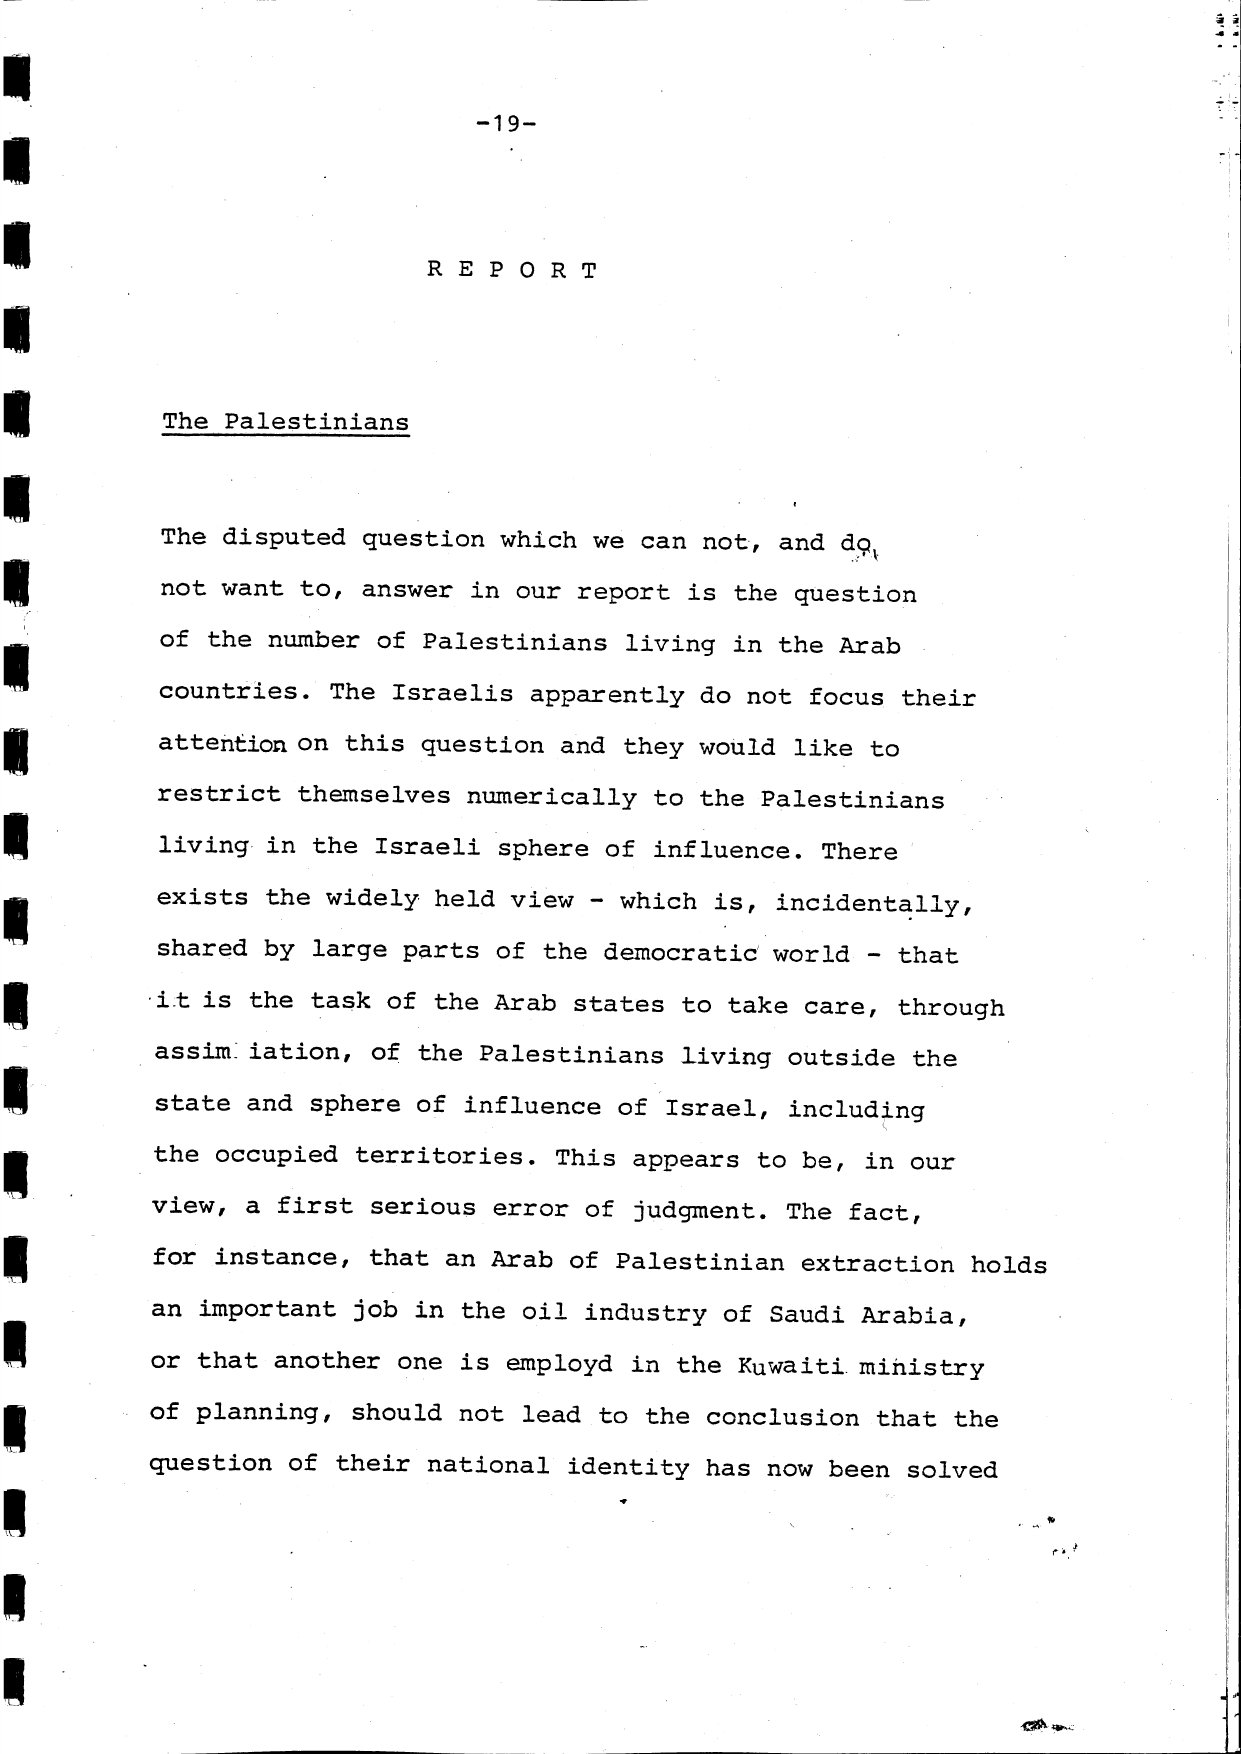 -19-
R E P O R T
The Palestinians
The disputed question which we can not, and do,
not want to, answer in our report is the question
of the number of Palestinians living in the Arab
countries. The Israelis apparently do not focus their
attention on this question and they would like to
restrict themselves numerically to the Palestinians
living in the Israeli sphere of influence. There
exists the widely held view - which is, incidentally,
shared by large parts of the democratic world - that
it is the task of the Arab states to take care, through
assim iation, of the Palestinians living outside the
state and sphere of influence of Israel, including
the occupied territories. This appears to be, in our
view, a first serious error of judgment. The fact,
for instance, that an Arab of Palestinian extraction holds
an important job in the oil industry of Saudi Arabia,
or that another one is employd in the Kuwaiti ministry
of planning, should not lead to the conclusion that the
question of their national identity has now been solved